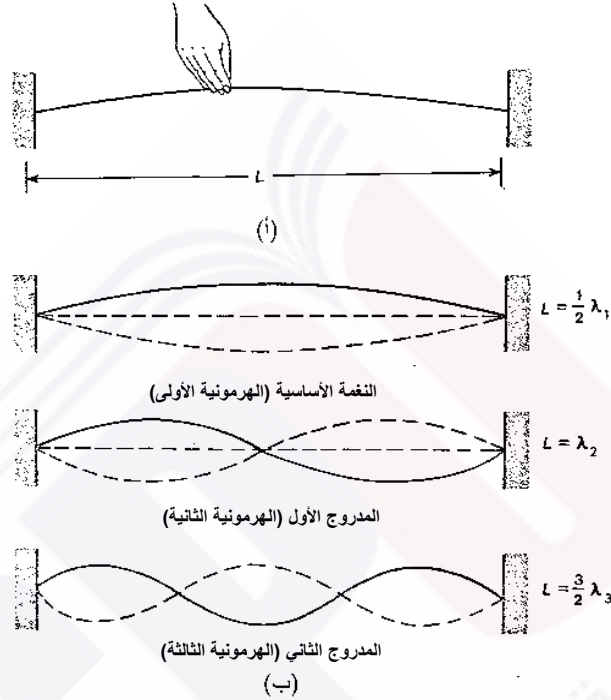 L
(أ)
L = 1/2 λ₁
النغمة الأساسية (الهرمونية الأولى)
L = λ₂
المدروج الأول (الهرمونية الثانية)
L = 3/2 λ₃
المدروج الثاني (الهرمونية الثالثة)
(ب)